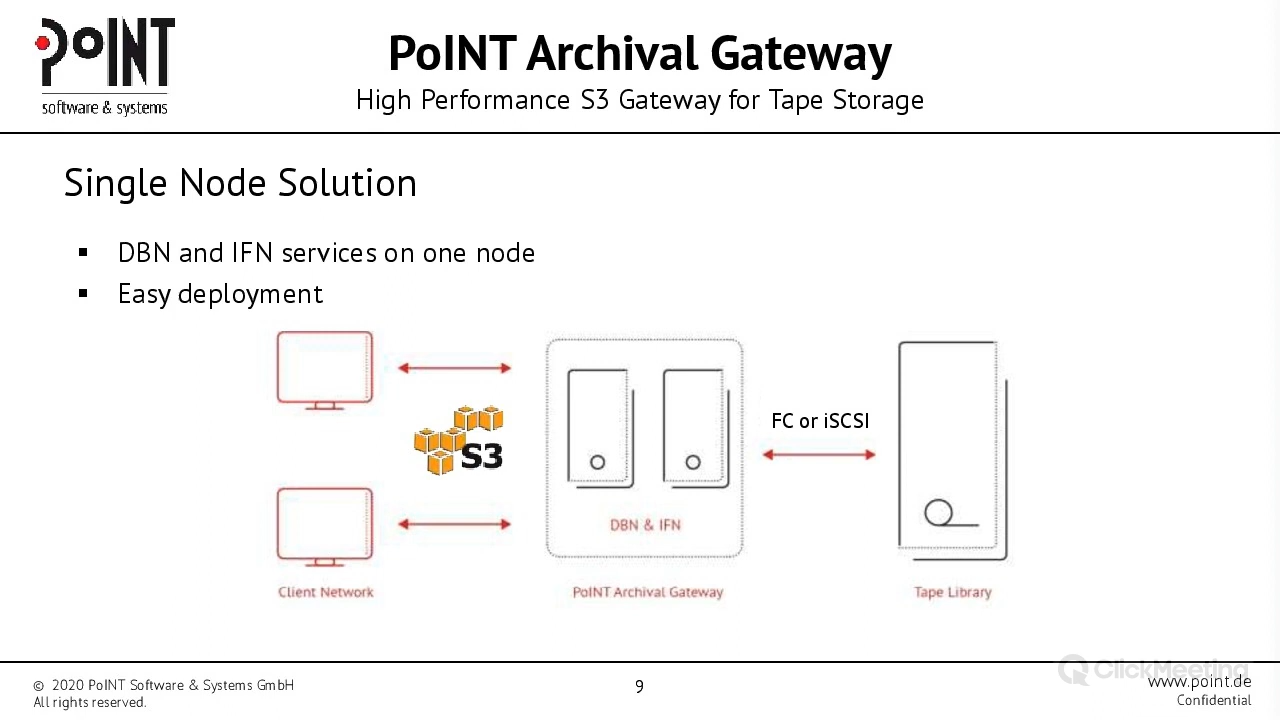 PoINT
software & systems
PoINT Archival Gateway
High Performance S3 Gateway for Tape Storage
Single Node Solution
▪ DBN and IFN services on one node
▪ Easy deployment
S3
FC or iSCSI
DBN & IFN
Client Network
PoINT Archival Gateway
Tape Library
© 2020 PoINT Software & Systems GmbH
All rights reserved.
9
ClickMeeting
www.point.de
Confidential